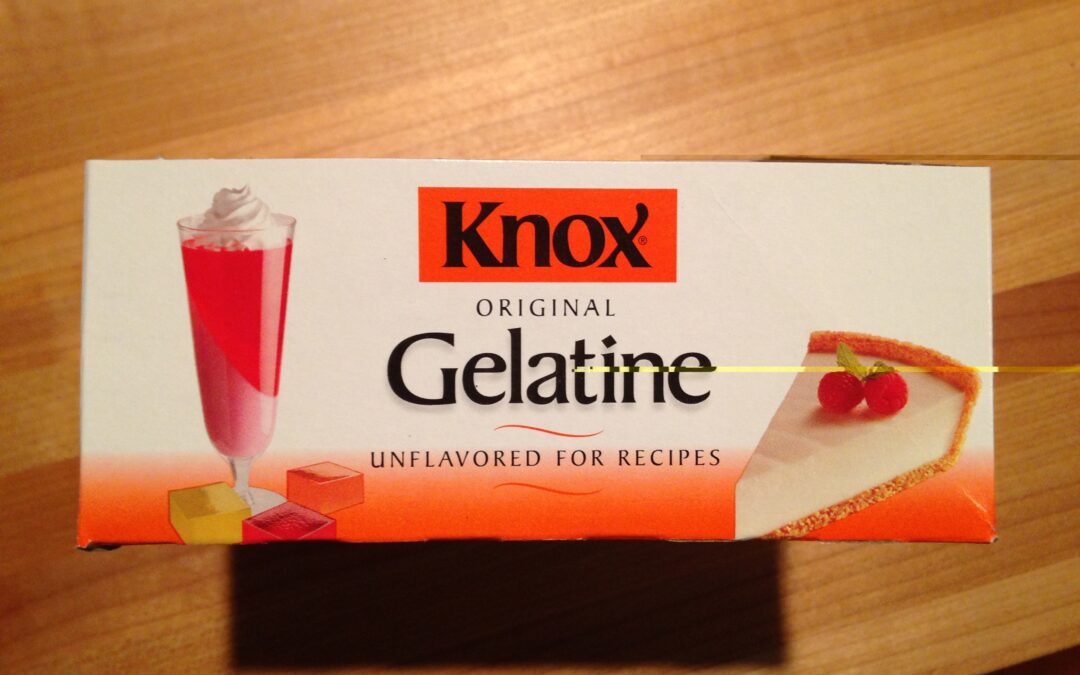 Knox®
ORIGINAL
Gelatine
UNFLAVORED FOR RECIPES